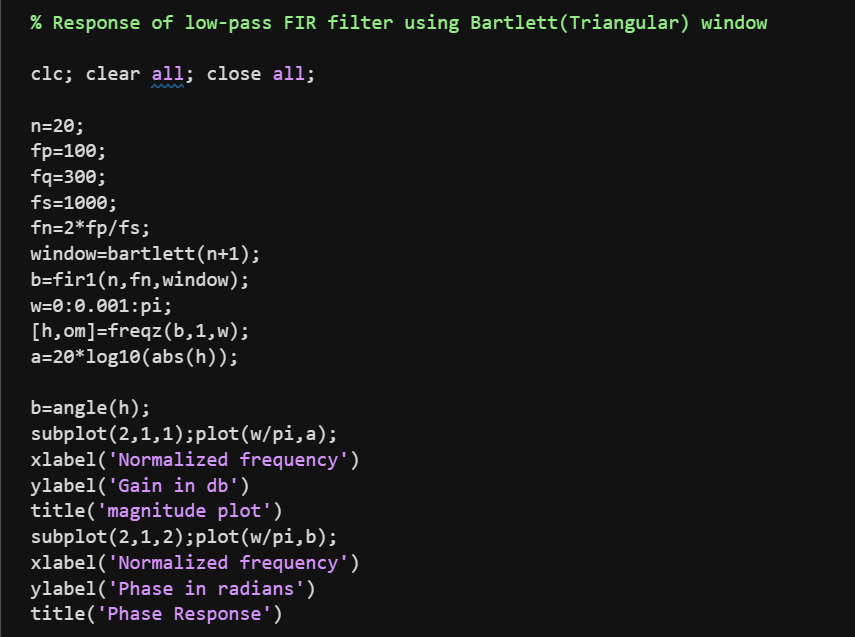 % Response of low-pass FIR filter using Bartlett(Triangular) window
clc; clear all; close all;
n=20;
fp=100;
fq=300;
fs=1000;
fn=2*fp/fs;
window=bartlett(n+1);
b=fir1(n,fn,window);
w=0:0.001:pi;
[h,om]=freqz(b,1,w);
a=20*log10(abs(h));
b=angle(h);
subplot(2,1,1);plot(w/pi,a);
xlabel('Normalized frequency')
ylabel('Gain in db')
title('magnitude plot')
subplot(2,1,2);plot(w/pi,b);
xlabel('Normalized frequency')
ylabel('Phase in radians')
title('Phase Response')